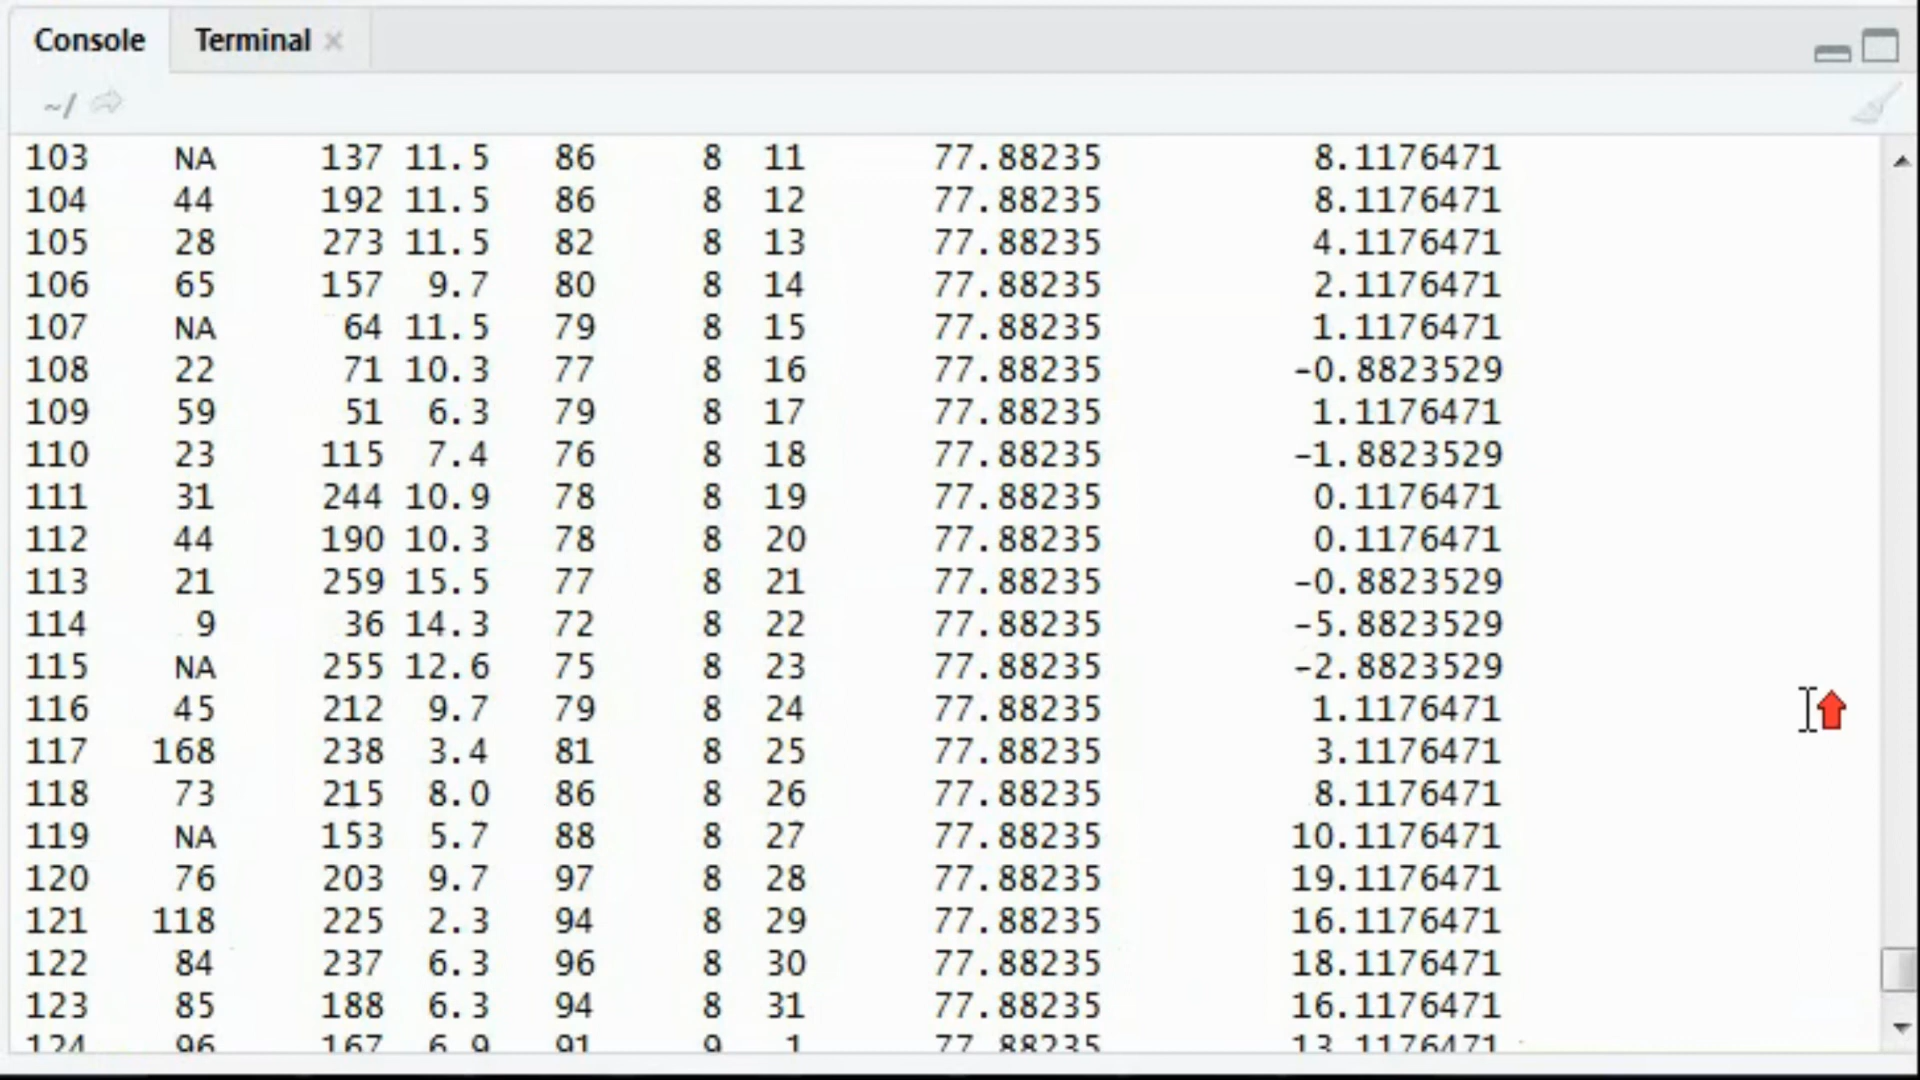 Console Terminal
~/
103 NA 137 11.5 86 8 11 77.88235 8.1176471
104 44 192 11.5 86 8 12 77.88235 8.1176471
105 28 273 11.5 82 8 13 77.88235 4.1176471
106 65 157 9.7 80 8 14 77.88235 2.1176471
107 NA 64 11.5 79 8 15 77.88235 1.1176471
108 22 71 10.3 77 8 16 77.88235 -0.8823529
109 59 51 6.3 79 8 17 77.88235 1.1176471
110 23 115 7.4 76 8 18 77.88235 -1.8823529
111 31 244 10.9 78 8 19 77.88235 0.1176471
112 44 190 10.3 78 8 20 77.88235 0.1176471
113 21 259 15.5 77 8 21 77.88235 -0.8823529
114 9 36 14.3 72 8 22 77.88235 -5.8823529
115 NA 255 12.6 75 8 23 77.88235 -2.8823529
116 45 212 9.7 79 8 24 77.88235 1.1176471
117 168 238 3.4 81 8 25 77.88235 3.1176471
118 73 215 8.0 86 8 26 77.88235 8.1176471
119 NA 153 5.7 88 8 27 77.88235 10.1176471
120 76 203 9.7 97 8 28 77.88235 19.1176471
121 118 225 2.3 94 8 29 77.88235 16.1176471
122 84 237 6.3 96 8 30 77.88235 18.1176471
123 85 188 6.3 94 8 31 77.88235 16.1176471
124 96 167 6.9 91 9 1 77.88235 13.1176471